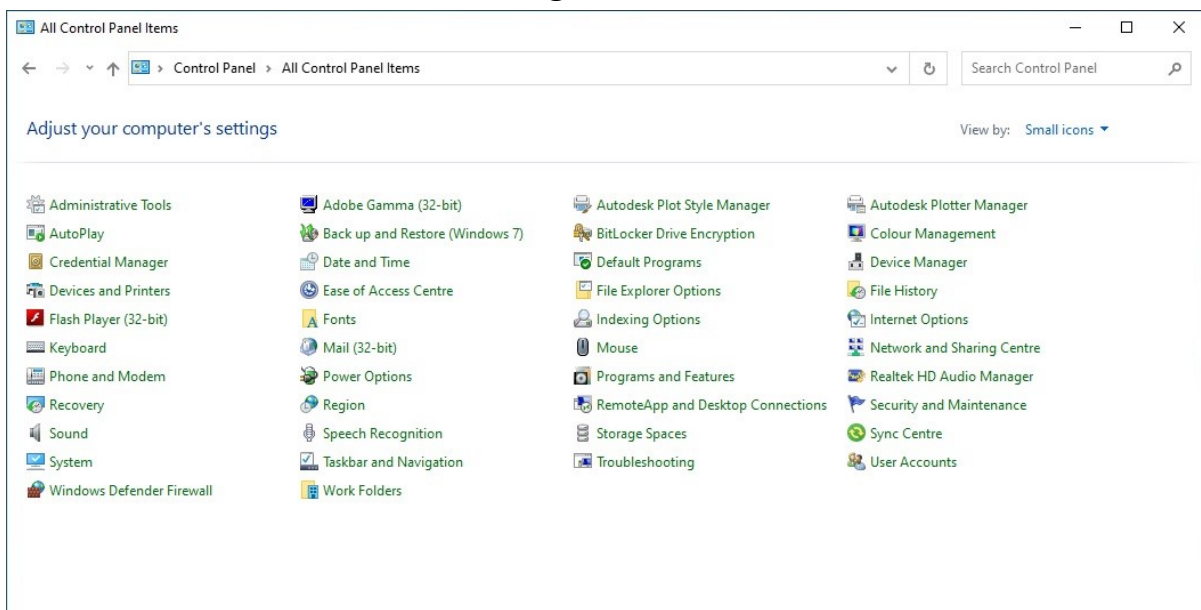 All Control Panel Items
Control Panel > All Control Panel Items
Search Control Panel
Adjust your computer's settings
View by: Small icons
Administrative Tools Adobe Gamma (32-bit) Autodesk Plot Style Manager Autodesk Plotter Manager
AutoPlay Back up and Restore (Windows 7) BitLocker Drive Encryption Colour Management
Credential Manager Date and Time Default Programs Device Manager
Devices and Printers Ease of Access Centre File Explorer Options File History
Flash Player (32-bit) Fonts Indexing Options Internet Options
Keyboard Mail (32-bit) Mouse Network and Sharing Centre
Phone and Modem Power Options Programs and Features Realtek HD Audio Manager
Recovery Region RemoteApp and Desktop Connections Security and Maintenance
Sound Speech Recognition Storage Spaces Sync Centre
System Taskbar and Navigation Troubleshooting User Accounts
Windows Defender Firewall Work Folders